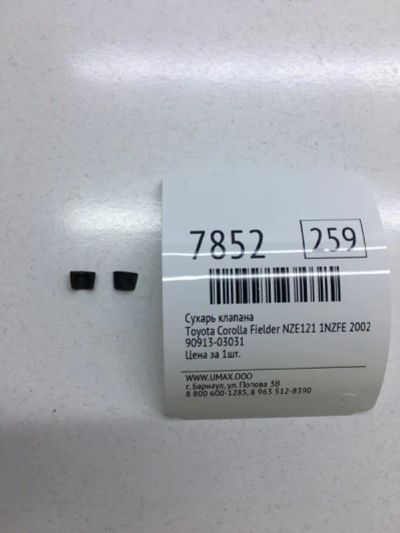 7852 259
Сухарь клапана
Toyota Corolla Fielder NZE121 1NZFE 2002
90913-03031
Цена за 1шт.
WWW.UMAX.OOO
г. Барнаул, ул. Попова 3В
8 800 600-1285, 8 963 512-8390